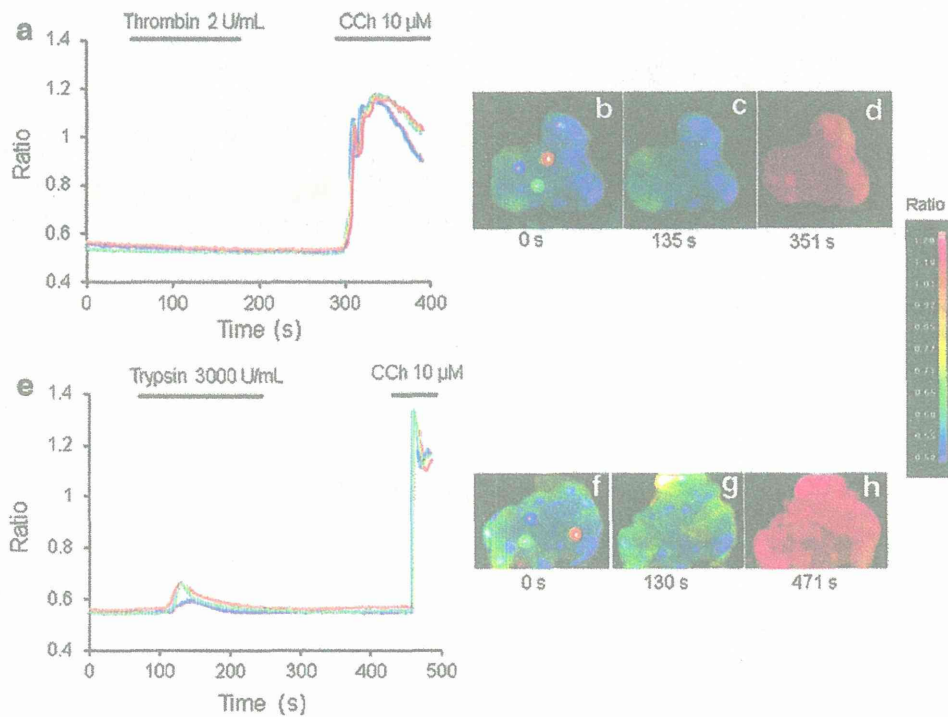 a
Thrombin 2 U/mL
CCh 10 µM
1.4
1.2
1
0.8
0.6
0.4
Ratio
0
100
200
300
400
Time (s)
b
c
d
0 s
135 s
351 s
Ratio
e
Trypsin 3000 U/mL
CCh 10 µM
1.4
1.2
1
0.8
0.6
0.4
Ratio
0
100
200
300
400
500
Time (s)
f
g
h
0 s
130 s
471 s